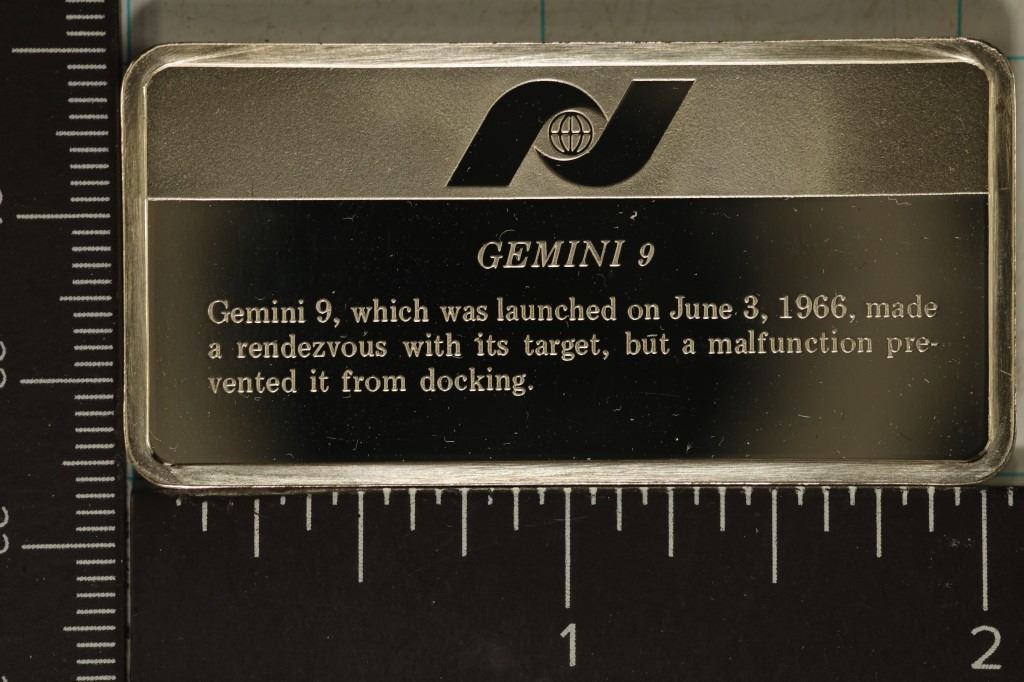 GEMINI 9
Gemini 9, which was launched on June 3, 1966, made
a rendezvous with its target, but a malfunction pre-
vented it from docking.
1 2